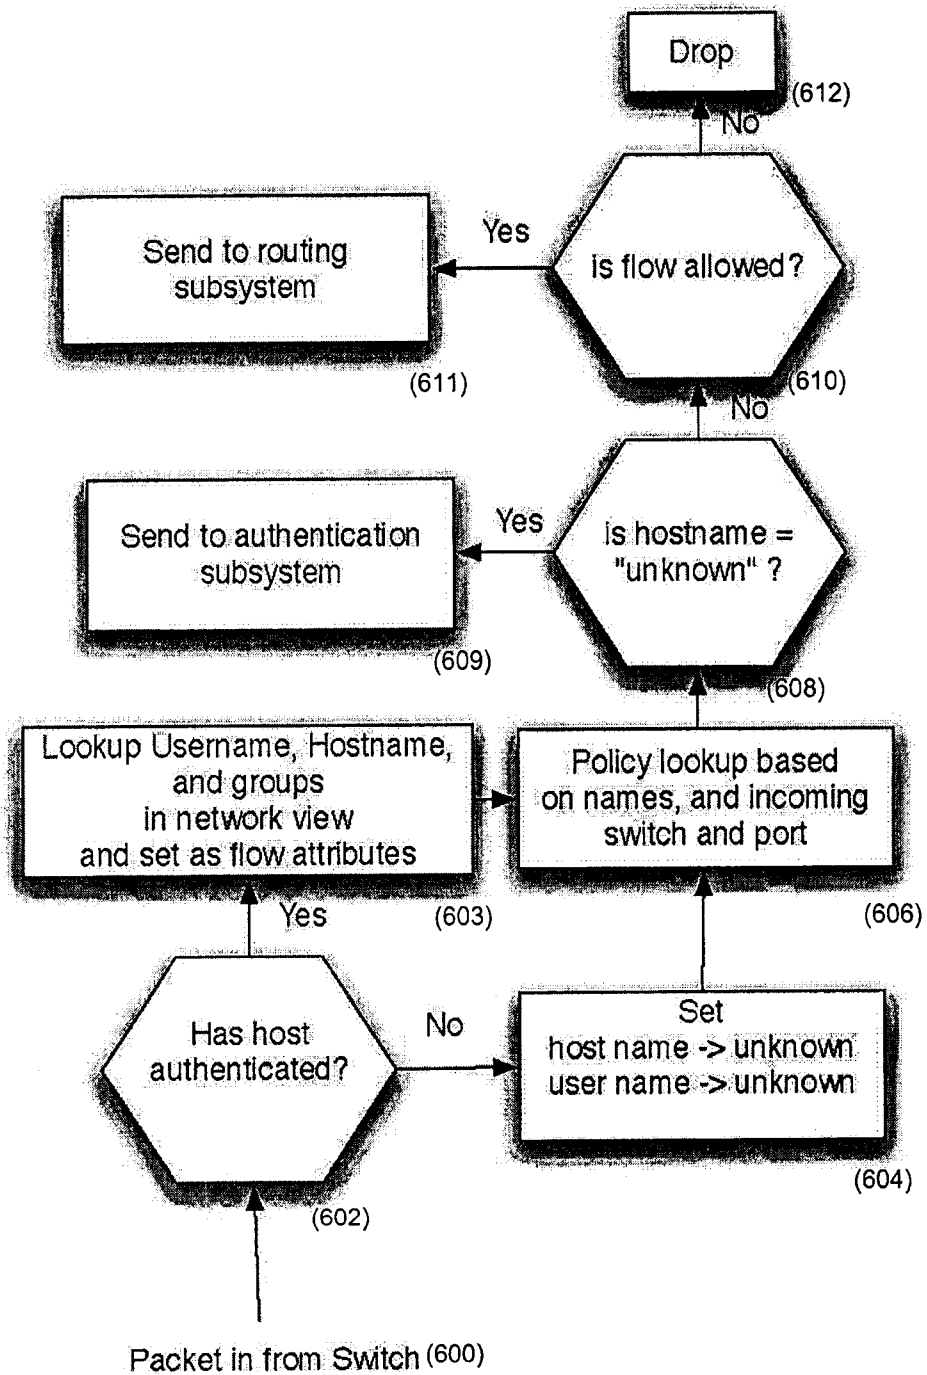 Drop
(612)
No
Yes
Send to routing
subsystem
(611)
is flow allowed?
(610)
No
Yes
Send to authentication
subsystem
(609)
is hostname =
"unknown" ?
(608)
Lookup Username, Hostname,
and groups
in network view
and set as flow attributes
(603)
Policy lookup based
on names, and incoming
switch and port
(606)
Yes
Has host
authenticated?
(602)
No
Set
host name -> unknown
user name -> unknown
(604)
Packet in from Switch (600)